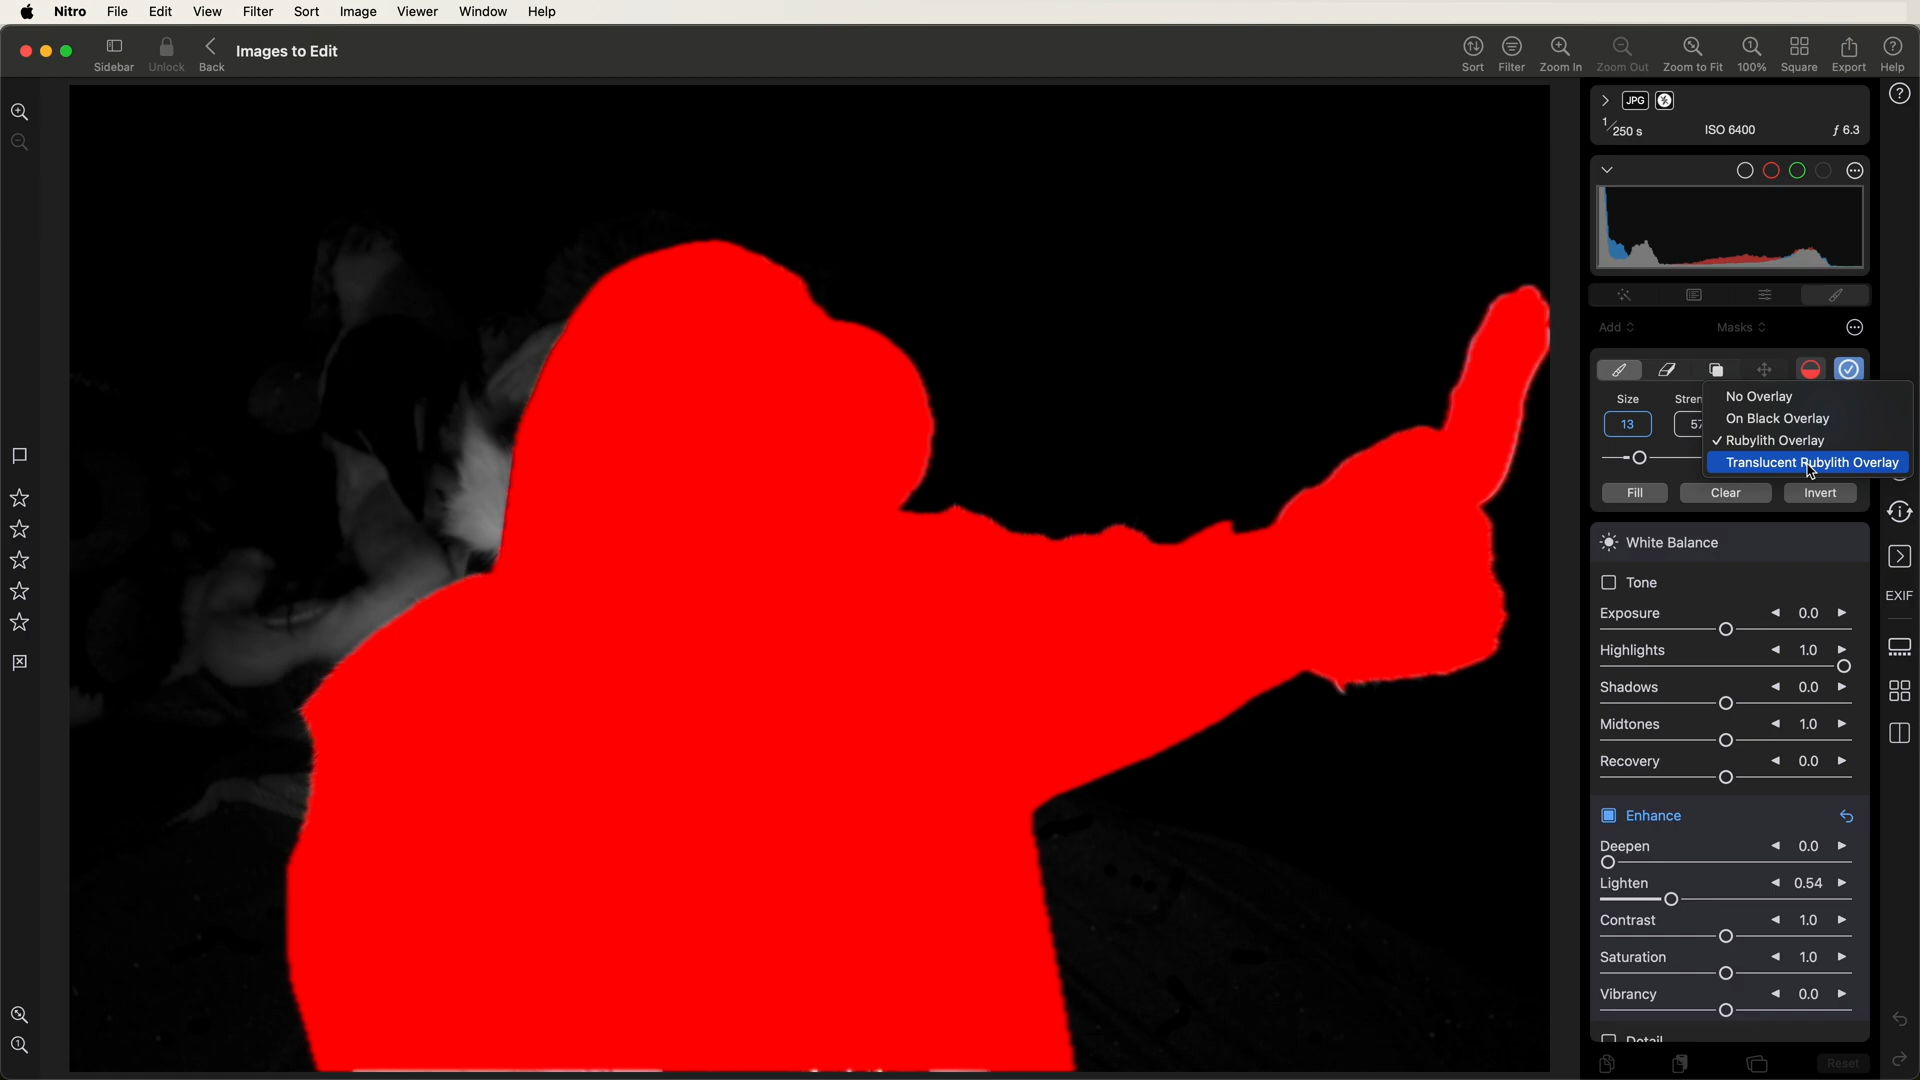 Nitro File Edit View Filter Sort Image Viewer Window Help
Sidebar Unlock Back Images to Edit Sort Filter Zoom In Zoom Out Zoom to Fit 100% Square Export Help
JPG
1/250 s ISO 6400 ƒ 6.3
Add Masks
Size Stren
13 57
No Overlay
On Black Overlay
✓ Rubylith Overlay
Translucent Rubylith Overlay
Fill Clear Invert
White Balance
Tone
Exposure 0.0
EXIF
Highlights 1.0
Shadows 0.0
Midtones 1.0
Recovery 0.0
Enhance
Deepen 0.0
Lighten 0.54
Contrast 1.0
Saturation 1.0
Vibrancy 0.0
Detail
Reset